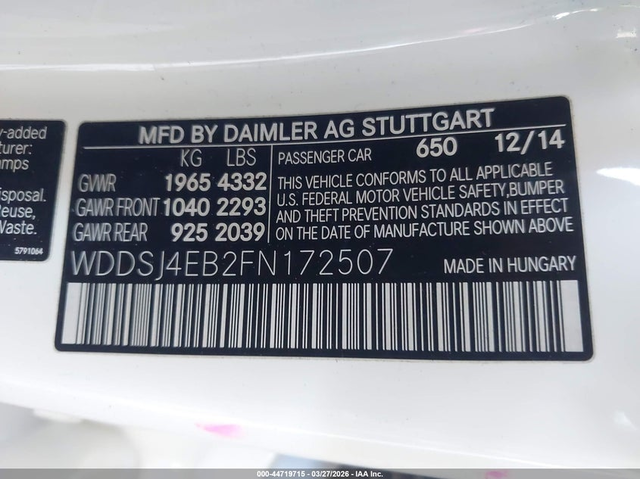 MFD BY DAIMLER AG STUTTGART
KG LBS
PASSENGER CAR 650 12/14
GVWR 1965 4332
GAWR FRONT 1040 2293
GAWR REAR 925 2039
THIS VEHICLE CONFORMS TO ALL APPLICABLE
U.S. FEDERAL MOTOR VEHICLE SAFETY,BUMPER
AND THEFT PREVENTION STANDARDS IN EFFECT
ON THE DATE OF MANUFACTURE SHOWN ABOVE
WDDSJ4EB2FN172507 MADE IN HUNGARY
y-added
turer:
amps
isposal.
Reuse,
Waste.
5791064
000-44719715 - 03/27/2026 - IAA Inc.